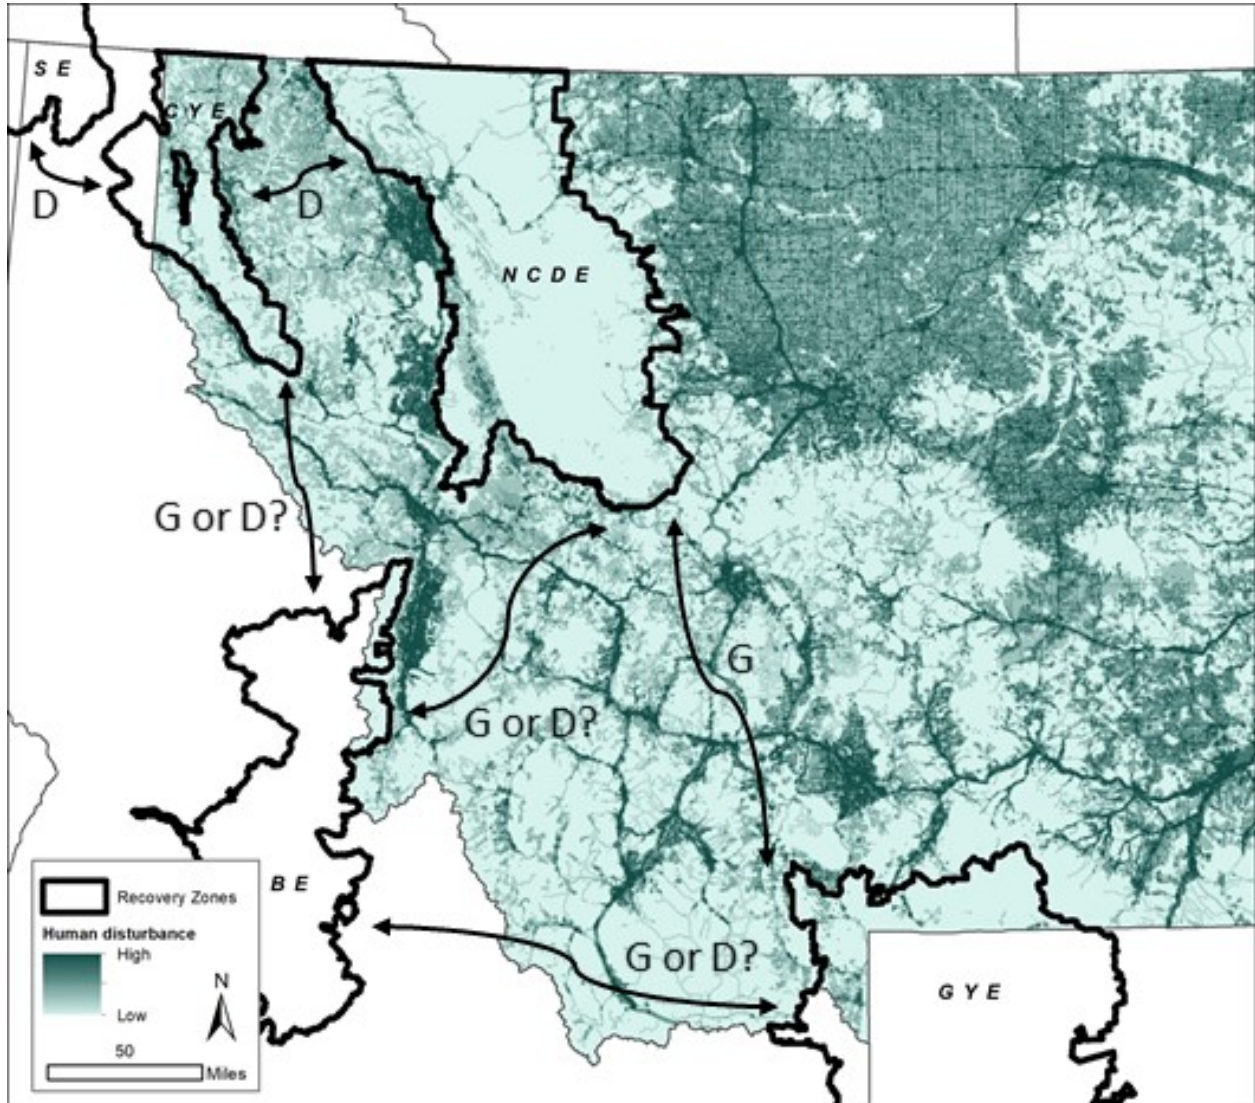 S E
C Y E
D
D
N C D E
G or D?
G
G or D?
B E
Recovery Zones
Human disturbance
High
Low
N
50
Miles
G or D?
G Y E